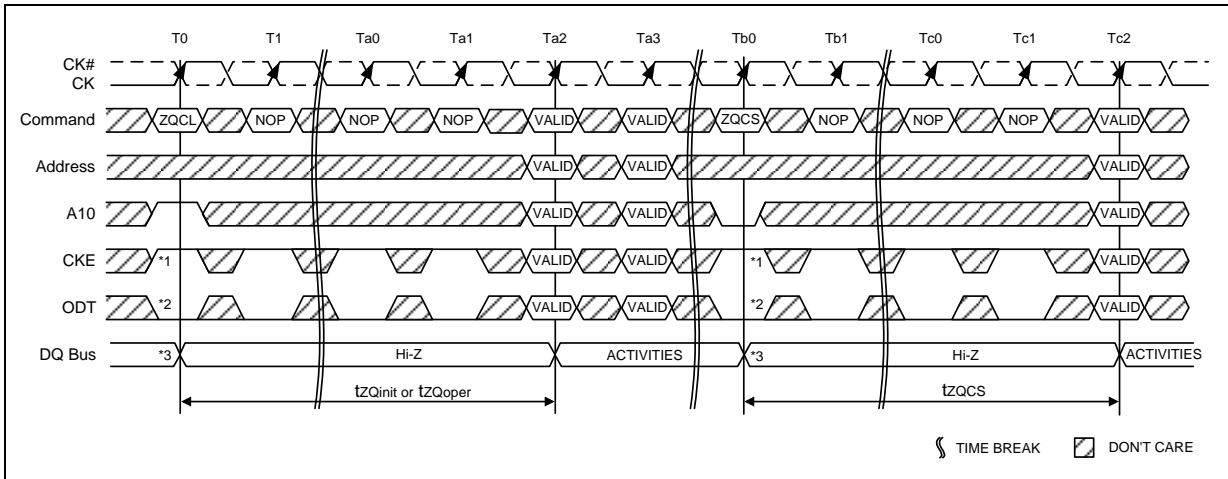 T0 T1 Ta0 Ta1 Ta2 Ta3 Tb0 Tb1 Tc0 Tc1 Tc2
CK#
CK
Command ZQCL NOP NOP NOP VALID VALID ZQCS NOP NOP NOP VALID
Address VALID VALID VALID
A10 VALID VALID VALID
CKE *1 VALID VALID *1 VALID
ODT *2 VALID VALID *2 VALID
DQ Bus *3 Hi-Z ACTIVITIES *3 Hi-Z ACTIVITIES
tZQinit or tZQoper tZQCS
TIME BREAK DON'T CARE